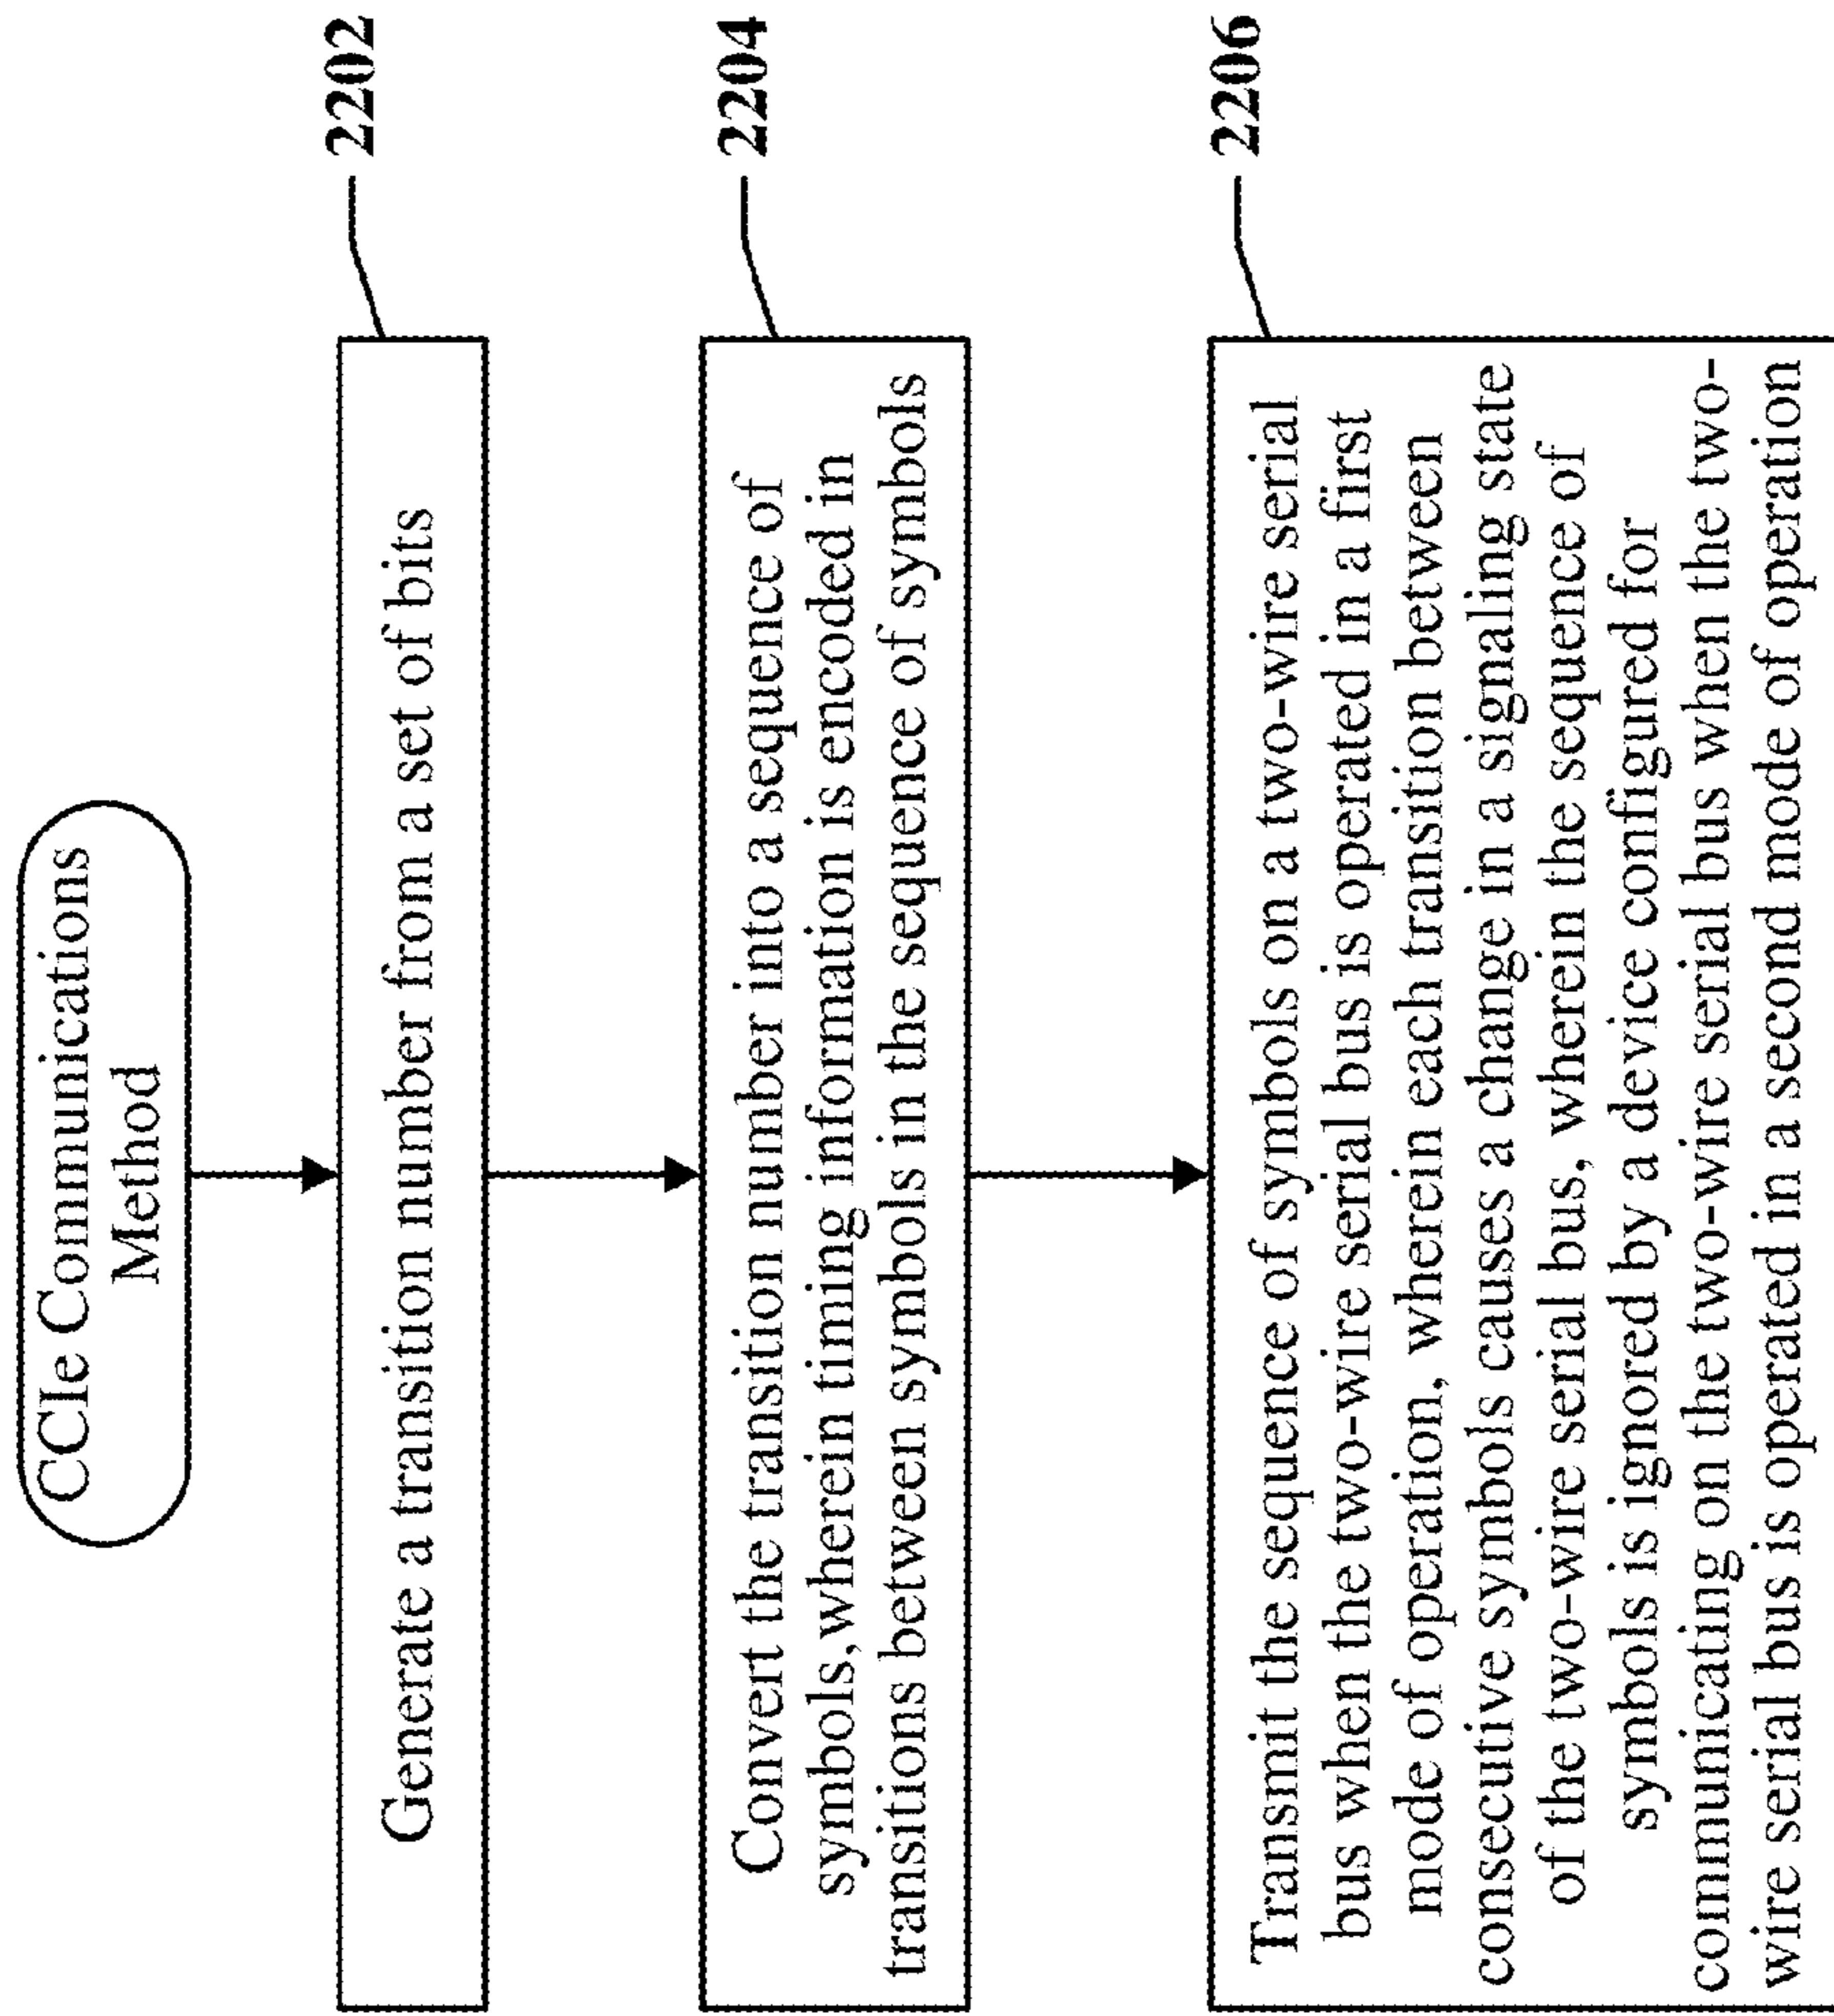 CCIe Communications
Method
2202
Generate a transition number from a set of bits
2204
Convert the transition number into a sequence of
symbols,wherein timing information is encoded in
transitions between symbols in the sequence of symbols
2206
Transmit the sequence of symbols on a two-wire serial
bus when the two-wire serial bus is operated in a first
mode of operation, wherein each transition between
consecutive symbols causes a change in a signaling state
of the two-wire serial bus, wherein the sequence of
symbols is ignored by a device configured for
communicating on the two-wire serial bus when the two-
wire serial bus is operated in a second mode of operation